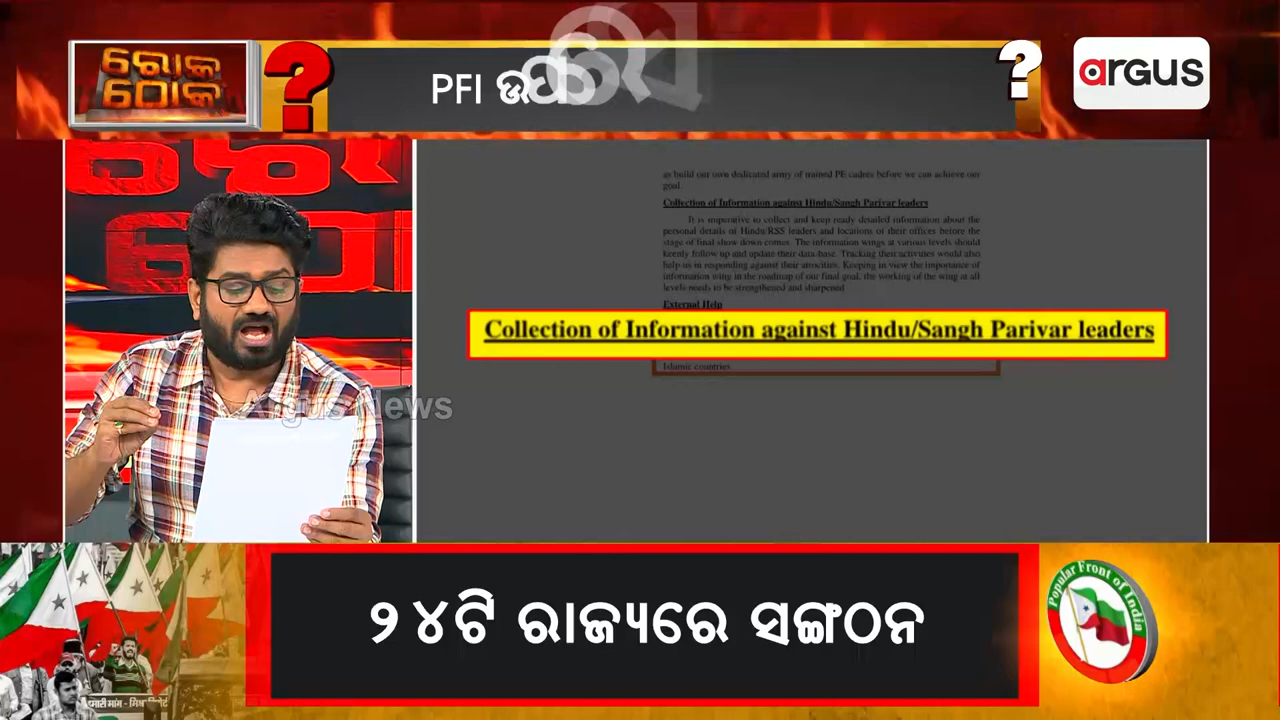 ରୋକ
ଠୋକ
?
PFI
?
argus
as build our own dedicated army of trained PE cadres before we can achieve our
goal.
Collection of Information against Hindu/Sangh Parivar leaders
It is imperative to collect and keep ready detailed information about the
personal details of Hindu/RSS leaders and locations of their offices before the
stage of final show down comes. The information wings at various levels should
keenly follow up and update their data-base. Tracking their activities would also
help us in responding against their atrocities. Keeping in view the importance of
information wing in the roadmap of our final goal, the working of the wing at all
levels needs to be strengthened and sharpened
External Help
Collection of Information against Hindu/Sangh Parivar leaders
Islamic countries.
Argus News
୨୪ଟି ରାଜ୍ୟରେ ସଙ୍ଗଠନ
Popular Front of India